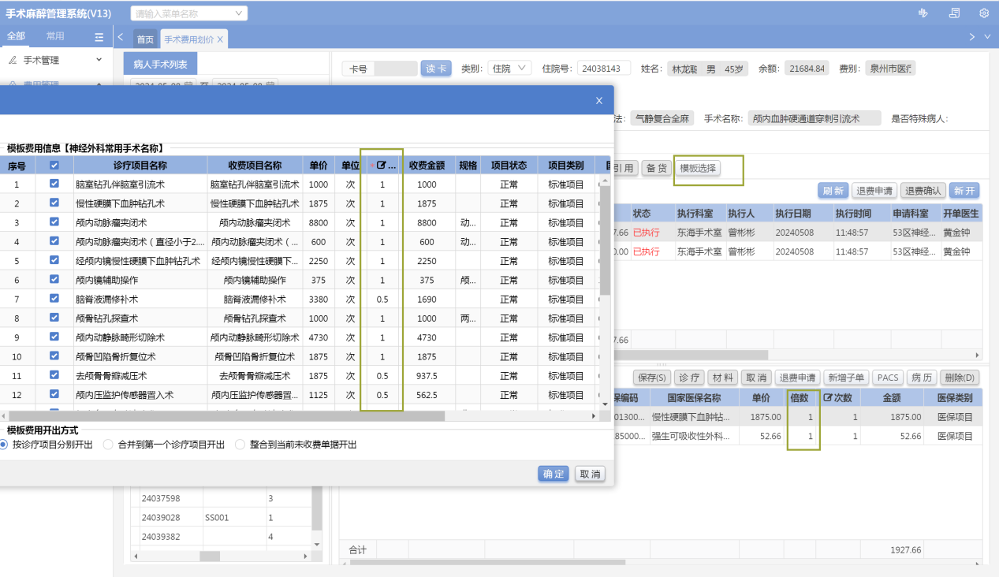 手术麻醉管理系统(V13)
请输入菜单名称
全部 常用
首页 手术费用划价 X
手术管理
费用管理
病人手术列表
2024-05-08 至 2024-05-08
卡号 读卡 类别: 住院 住院号: 24038143 姓名: 林龙聪 男 45岁 余额: 21684.84 费别: 泉州市医疗
法: 气静复合全麻 手术名称: 颅内血肿硬通道穿刺引流术 是否特殊病人:
引用 备货 模板选择
刷新 退费申请 退费确认 新开
状态 执行科室 执行人 执行日期 执行时间 申请科室 开单医生
7.66 已执行 东海手术室 曾彬彬 20240508 11:48:57 53区神经... 黄金钟
0.00 已执行 东海手术室 曾彬彬 20240508 11:48:57 53区神经... 黄金钟
7.66
保存(S) 诊疗 材料 取消 退费申请 新增子单 PACS 病历 删除(D)
保编码 国家医保名称 单价 倍数 次数 金额 医保类别
01300... 慢性硬膜下血肿钻... 1875.00 1 1 1875.00 医保项目
85000... 强生可吸收性外科... 52.66 1 1 52.66 医保项目
合计 1927.66
X
模板费用信息【神经外科常用手术名称】
序号 诊疗项目名称 收费项目名称 单价 单位 * ... 收费金额 规格 项目状态 项目类别
1 脑室钻孔伴脑室引流术 脑室钻孔伴脑室引流术 1000 次 1 1000 正常 标准项目
2 慢性硬膜下血肿钻孔术 慢性硬膜下血肿钻孔术 1875 次 1 1875 正常 标准项目
3 颅内动脉瘤夹闭术 颅内动脉瘤夹闭术 8800 次 1 8800 动... 正常 标准项目
4 颅内动脉瘤夹闭术（直径小于2.... 颅内动脉瘤夹闭术（... 600 次 1 600 动... 正常 标准项目
5 经颅内镜慢性硬膜下血肿钻孔术 经颅内镜慢性硬膜下... 2250 次 1 2250 正常 标准项目
6 颅内镜辅助操作 颅内镜辅助操作 375 次 1 375 颅... 正常 标准项目
7 脑脊液漏修补术 脑脊液漏修补术 3380 次 0.5 1690 正常 标准项目
8 颅骨钻孔探查术 颅骨钻孔探查术 1000 次 1 1000 两... 正常 标准项目
9 颅内动静脉畸形切除术 颅内动静脉畸形切除术 4730 次 1 4730 正常 标准项目
10 颅骨凹陷骨折复位术 颅骨凹陷骨折复位术 1875 次 1 1875 正常 标准项目
11 去颅骨骨瓣减压术 去颅骨骨瓣减压术 1875 次 0.5 937.5 正常 标准项目
12 颅内压监护传感器置入术 颅内压监护传感器置入术 1125 次 0.5 562.5 正常 标准项目
模板费用开出方式
按诊疗项目分别开出 合并到第一个诊疗项目开出 整合到当前未收费单据开出
确定 取消
24037598 3
24039028 SS001 1
24039382 4